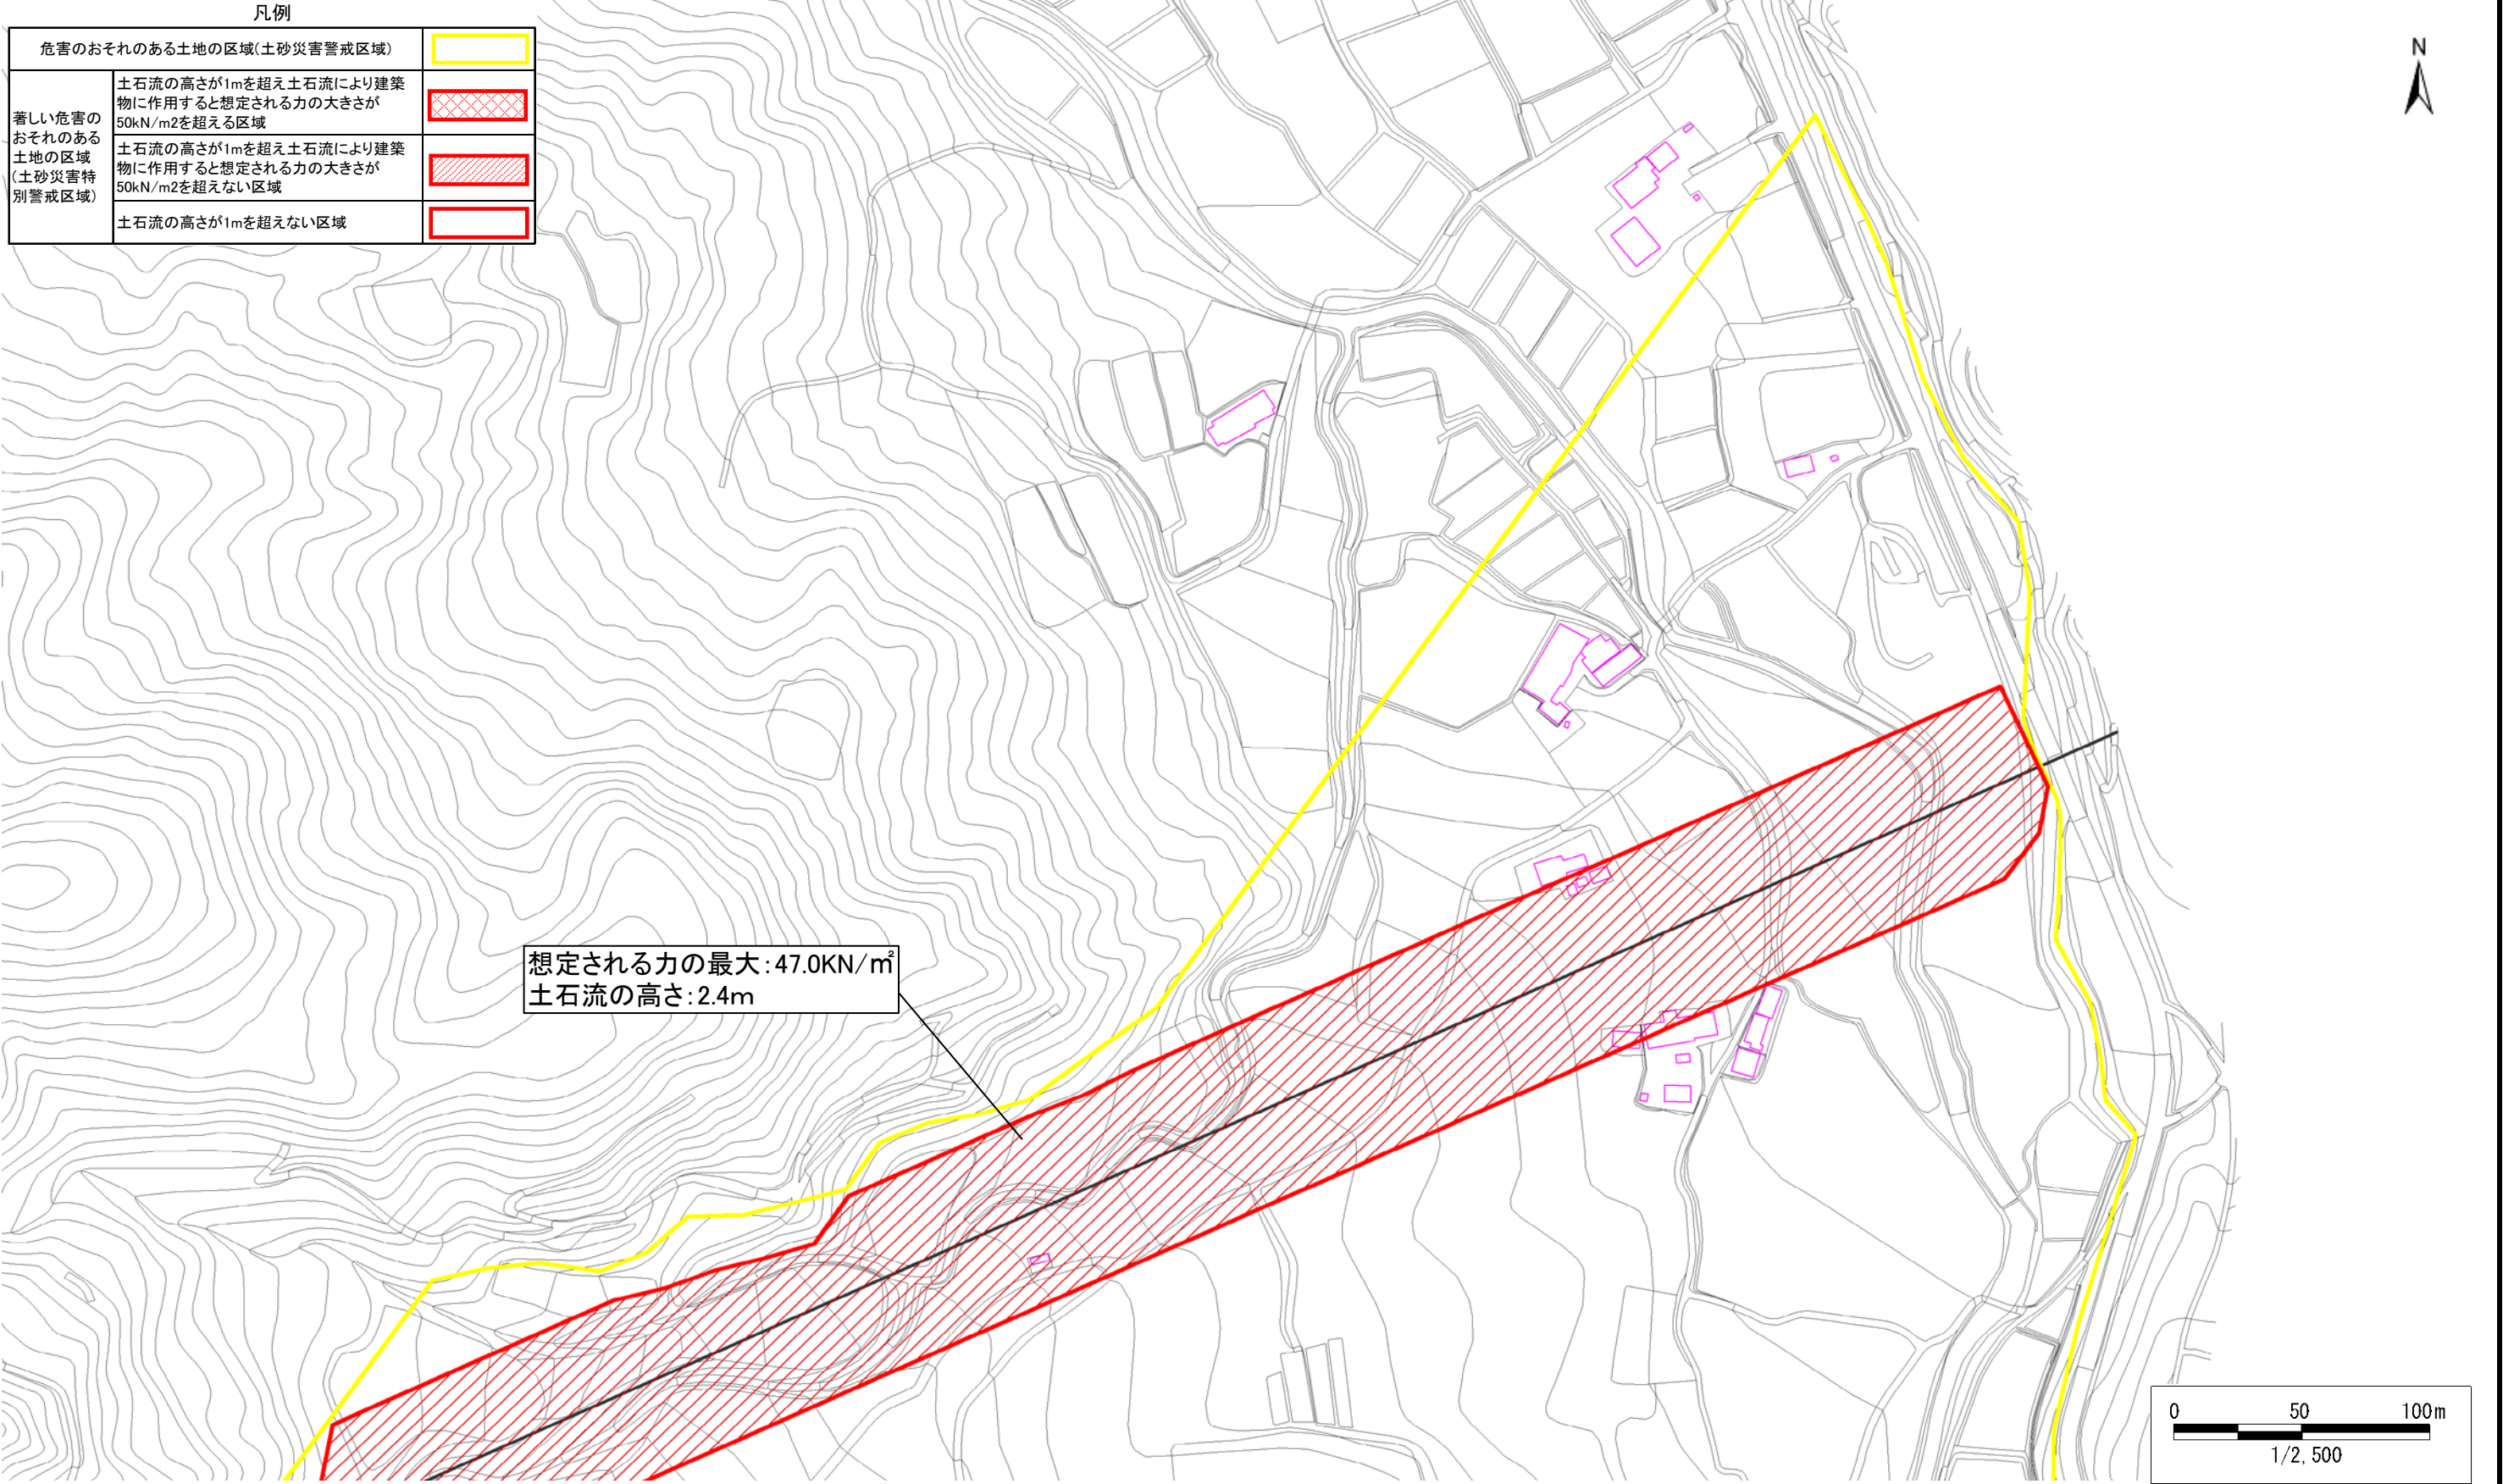 凡例
危害のおそれのある土地の区域(土砂災害警戒区域)
著しい危害の
おそれのある
土地の区域
(土砂災害特
別警戒区域)
土石流の高さが1mを超え土石流により建築
物に作用すると想定される力の大きさが
50kN/m2を超える区域
土石流の高さが1mを超え土石流により建築
物に作用すると想定される力の大きさが
50kN/m2を超えない区域
土石流の高さが1mを超えない区域
N
想定される力の最大:47.0KN/㎡
土石流の高さ:2.4m
0 50 100m
1/2,500